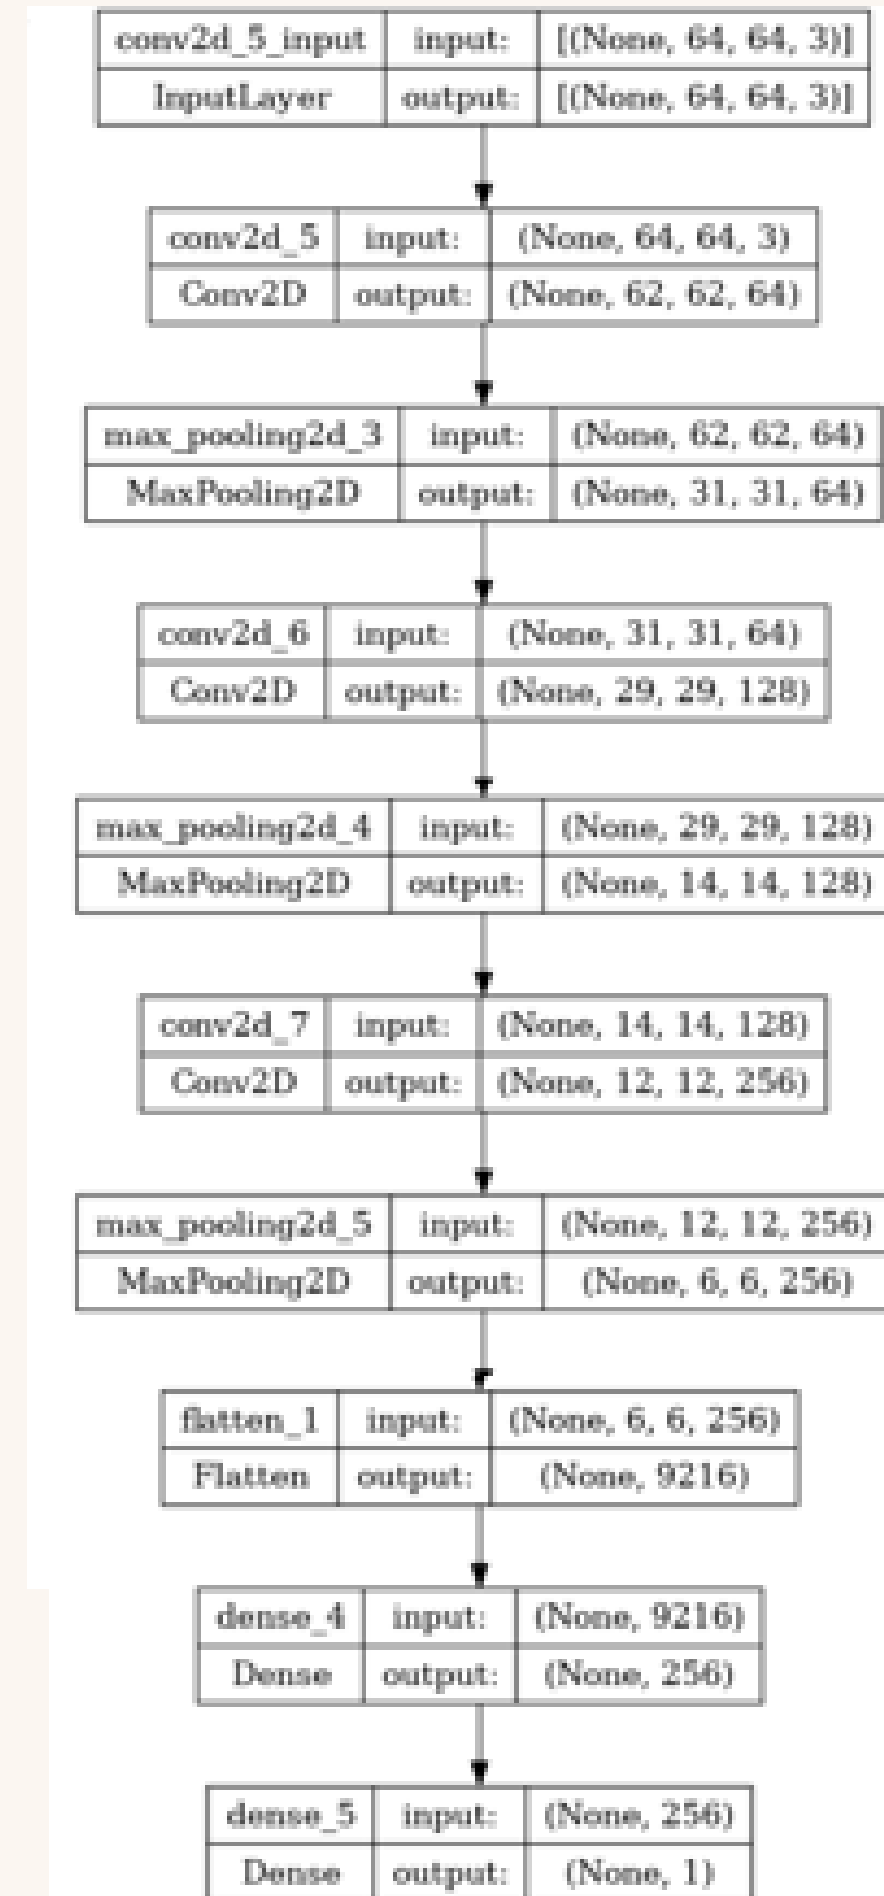 conv2d_5_input input: [(None, 64, 64, 3)]
InputLayer output: [(None, 64, 64, 3)]
conv2d_5 input: (None, 64, 64, 3)
Conv2D output: (None, 62, 62, 64)
max_pooling2d_3 input: (None, 62, 62, 64)
MaxPooling2D output: (None, 31, 31, 64)
conv2d_6 input: (None, 31, 31, 64)
Conv2D output: (None, 29, 29, 128)
max_pooling2d_4 input: (None, 29, 29, 128)
MaxPooling2D output: (None, 14, 14, 128)
conv2d_7 input: (None, 14, 14, 128)
Conv2D output: (None, 12, 12, 256)
max_pooling2d_5 input: (None, 12, 12, 256)
MaxPooling2D output: (None, 6, 6, 256)
flatten_1 input: (None, 6, 6, 256)
Flatten output: (None, 9216)
dense_4 input: (None, 9216)
Dense output: (None, 256)
dense_5 input: (None, 256)
Dense output: (None, 1)